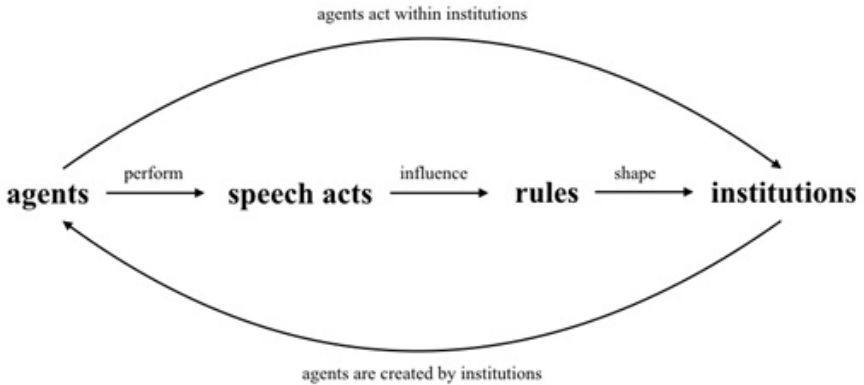 agents act within institutions
perform
influence
shape
agents
speech acts
rules
institutions
agents are created by institutions